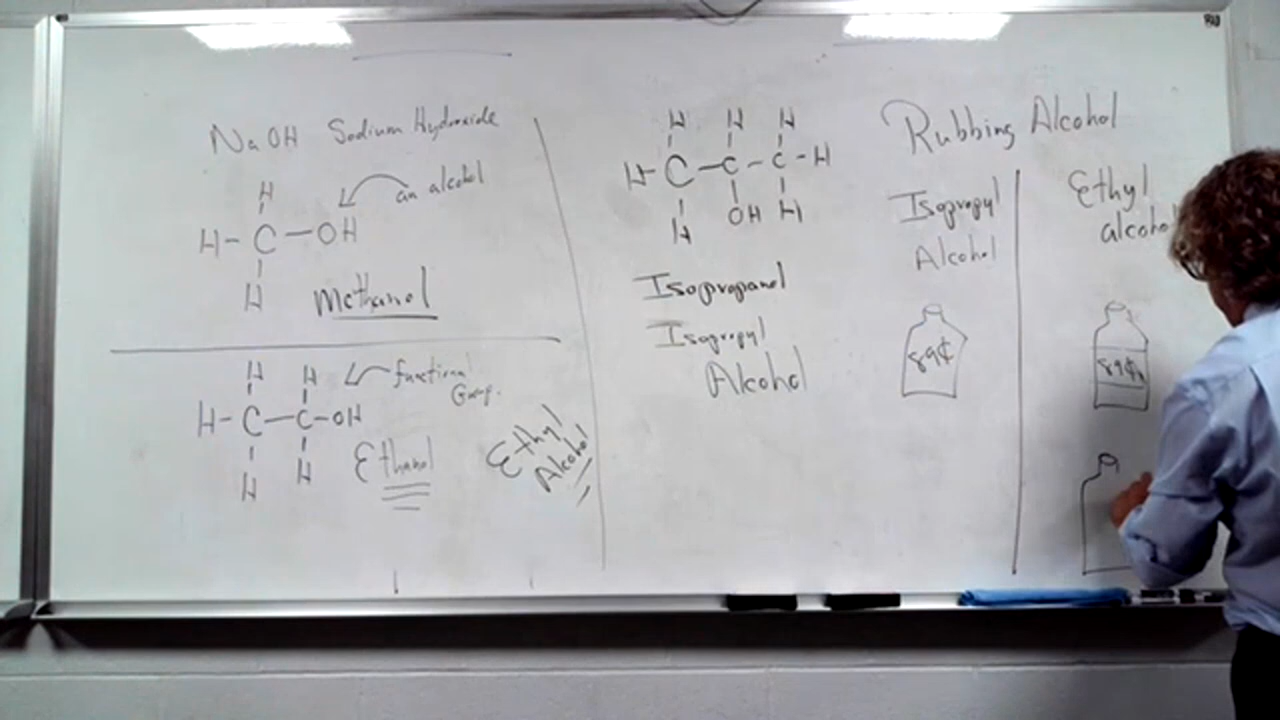 NaOH Sodium Hydroxide
an alcohol
H
H-C-OH
H
Methanol
H H
functional
Group.
H-C-C-OH
H H
Ethanol
Ethyl
Alcohol
H H H
H-C-C-C-H
H OH H
Isopropanol
Isopropyl
Alcohol
Rubbing Alcohol
Isopropyl
Alcohol
89¢
Ethyl
alcohol
89¢